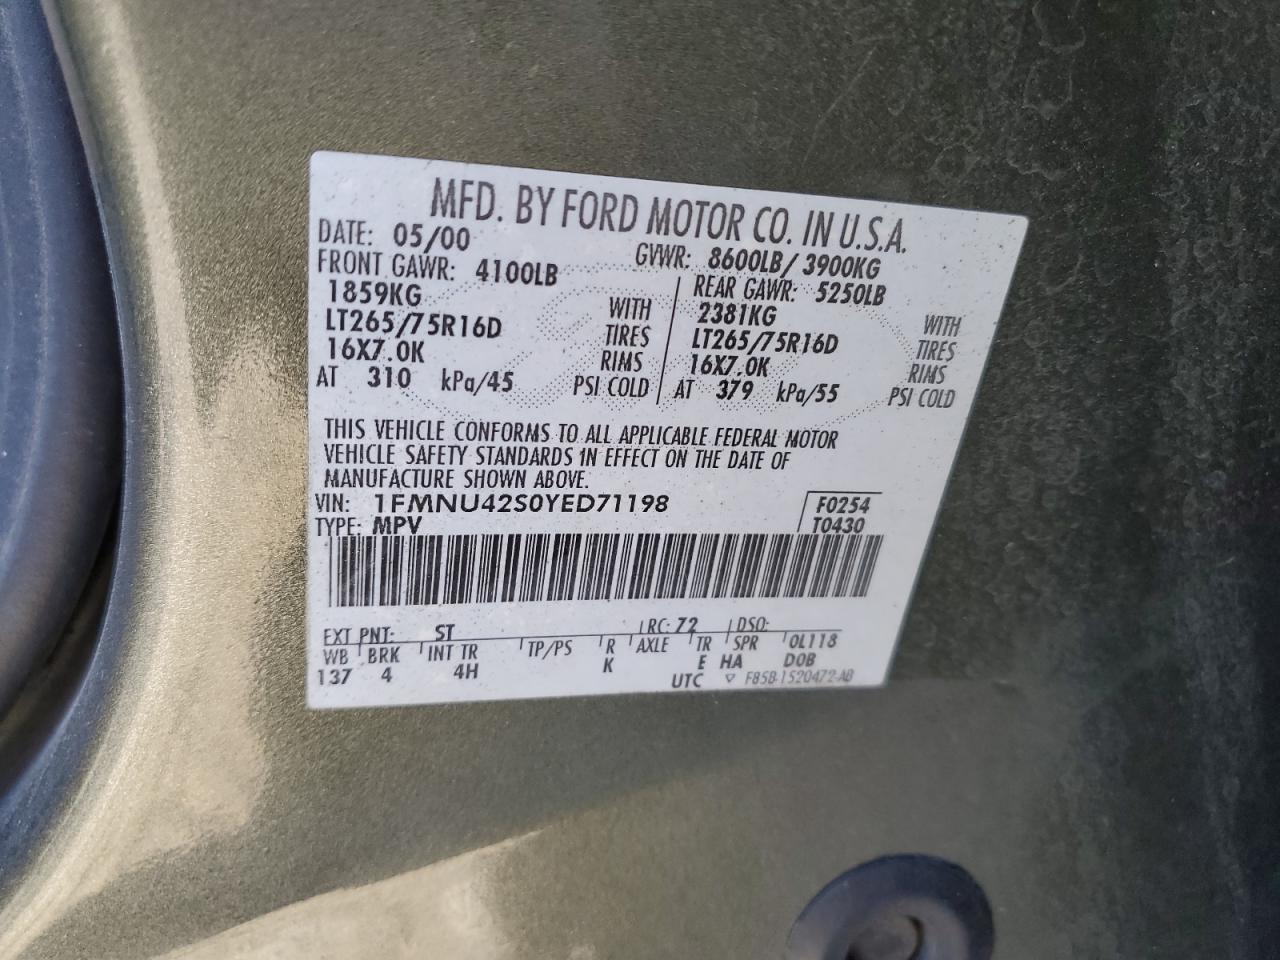 MFD. BY FORD MOTOR CO. IN U.S.A.
DATE: 05/00 GVWR: 8600LB/ 3900KG
FRONT GAWR: 4100LB REAR GAWR: 5250LB
1859KG WITH 2381KG WITH
LT265/75R16D TIRES LT265/75R16D TIRES
16X7.0K RIMS 16X7.0K RIMS
AT 310 kPa/45 PSI COLD AT 379 kPa/55 PSI COLD
THIS VEHICLE CONFORMS TO ALL APPLICABLE FEDERAL MOTOR
VEHICLE SAFETY STANDARDS IN EFFECT ON THE DATE OF
MANUFACTURE SHOWN ABOVE.
VIN: 1FMNU42S0YED71198 F0254
TYPE: MPV T0430
EXT PNT: ST RC: 72 DSO:
WB BRK INT TR TP/PS R AXLE TR SPR 0L118
137 4 4H K E HA D0B
UTC ▽ F85B-1520472-AB